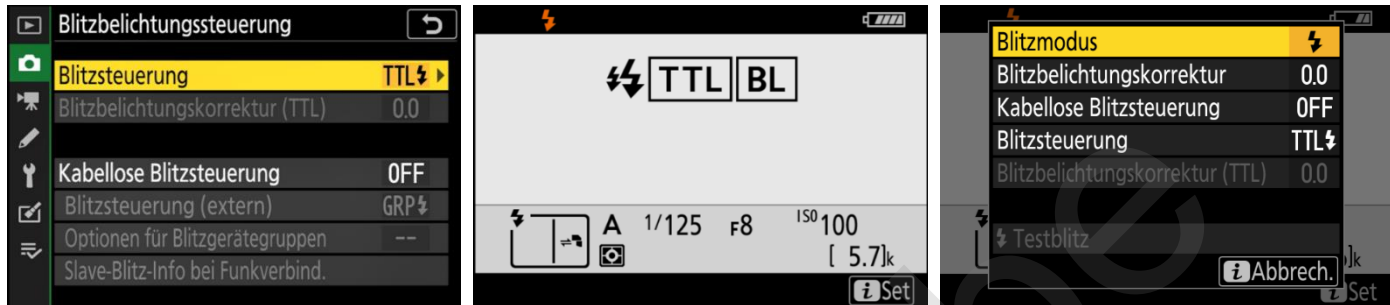 Blitzbelichtungssteuerung
Blitzsteuerung TTL
Blitzbelichtungskorrektur (TTL) 0.0
Kabellose Blitzsteuerung OFF
Blitzsteuerung (extern) GRP
Optionen für Blitzgerätegruppen --
Slave-Blitz-Info bei Funkverbind.
TTL BL
A 1/125 F8 ISO 100
[ 5.7]k
i Set
Blitzmodus
Blitzbelichtungskorrektur 0.0
Kabellose Blitzsteuerung OFF
Blitzsteuerung TTL
Blitzbelichtungskorrektur (TTL) 0.0
Testblitz
]k
i Abbrech.
i Set